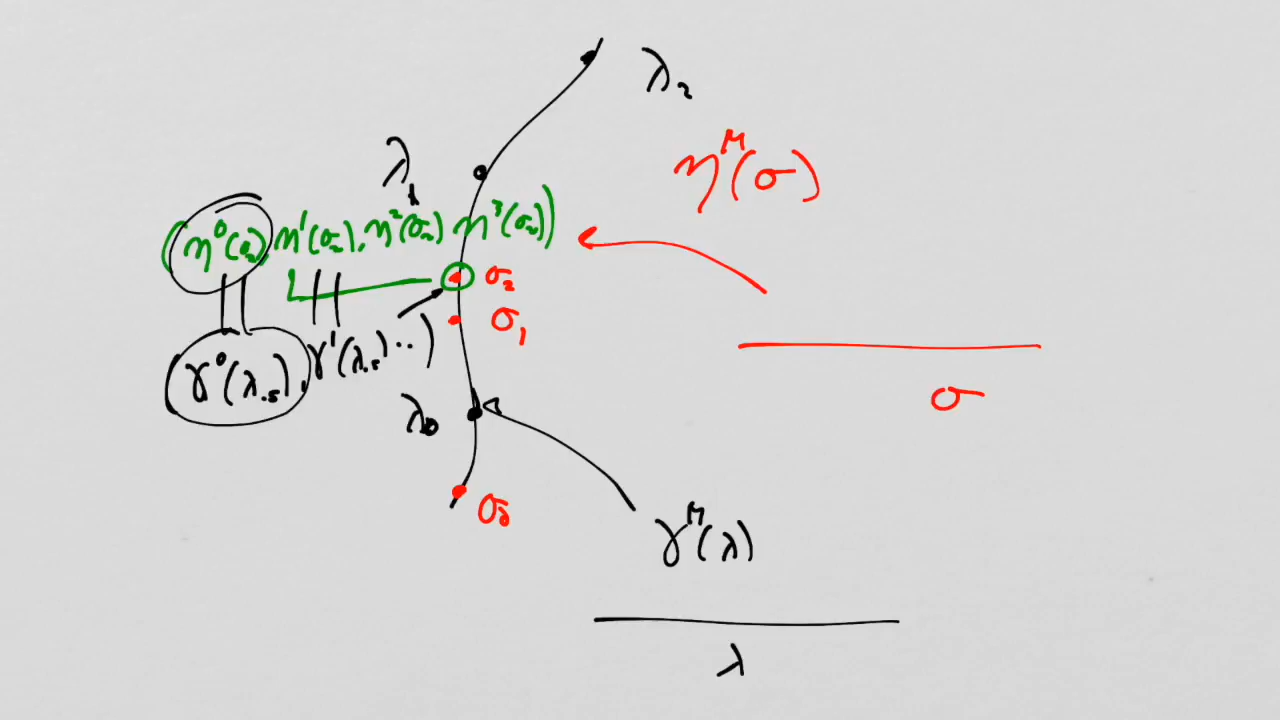 λ₂
λ₁
η^μ(σ)
(η⁰(σ₂), η¹(σ₂), η²(σ₂) η³(σ₂))
σ₂
σ₁
(γ⁰(λ.₅), γ¹(λ.₅)..)
λ₀
σ
σ₀
γ^μ(λ)
λ